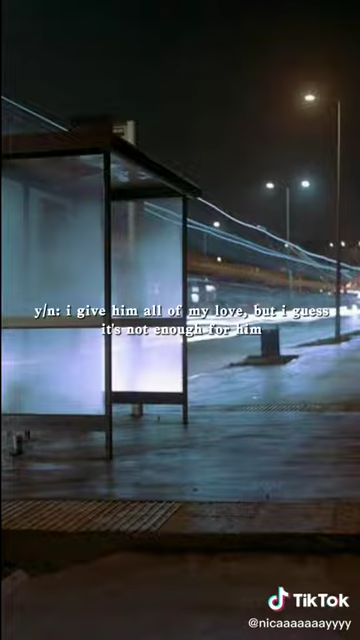 y/n: i give him all of my love, but i guess
it's not enough for him
TikTok
@nicaaaaaaayyyy